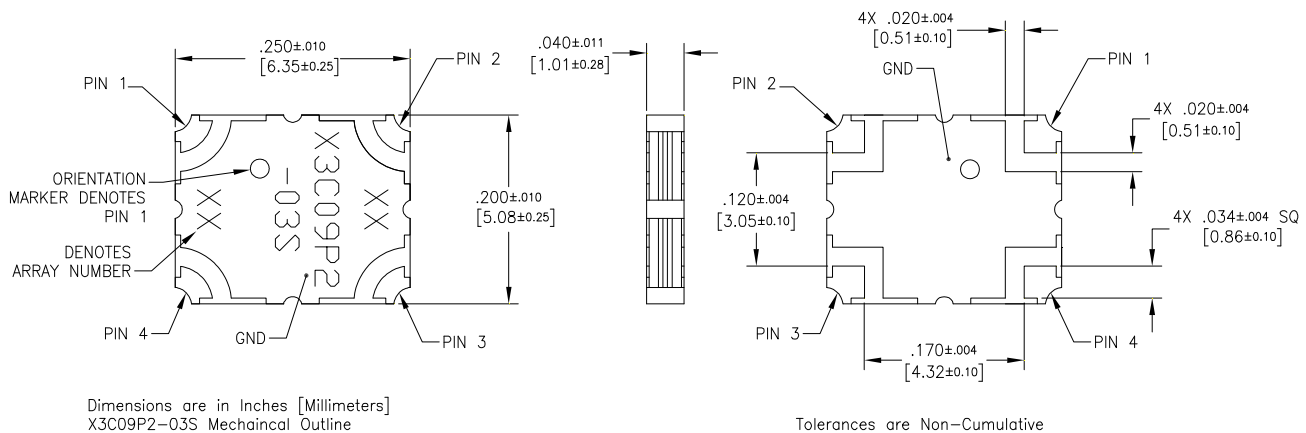 .250±.010
[6.35±0.25]
PIN 1
PIN 2
ORIENTATION
MARKER DENOTES
PIN 1
DENOTES
ARRAY NUMBER
XX
X3C09P2
-03S
XX
.200±.010
[5.08±0.25]
PIN 4
GND
PIN 3
.040±.011
[1.01±0.28]
4X .020±.004
[0.51±0.10]
GND
PIN 1
PIN 2
4X .020±.004
[0.51±0.10]
.120±.004
[3.05±0.10]
4X .034±.004 SQ
[0.86±0.10]
PIN 3
PIN 4
.170±.004
[4.32±0.10]
Dimensions are in Inches [Millimeters]
X3C09P2-03S Mechaincal Outline
Tolerances are Non-Cumulative